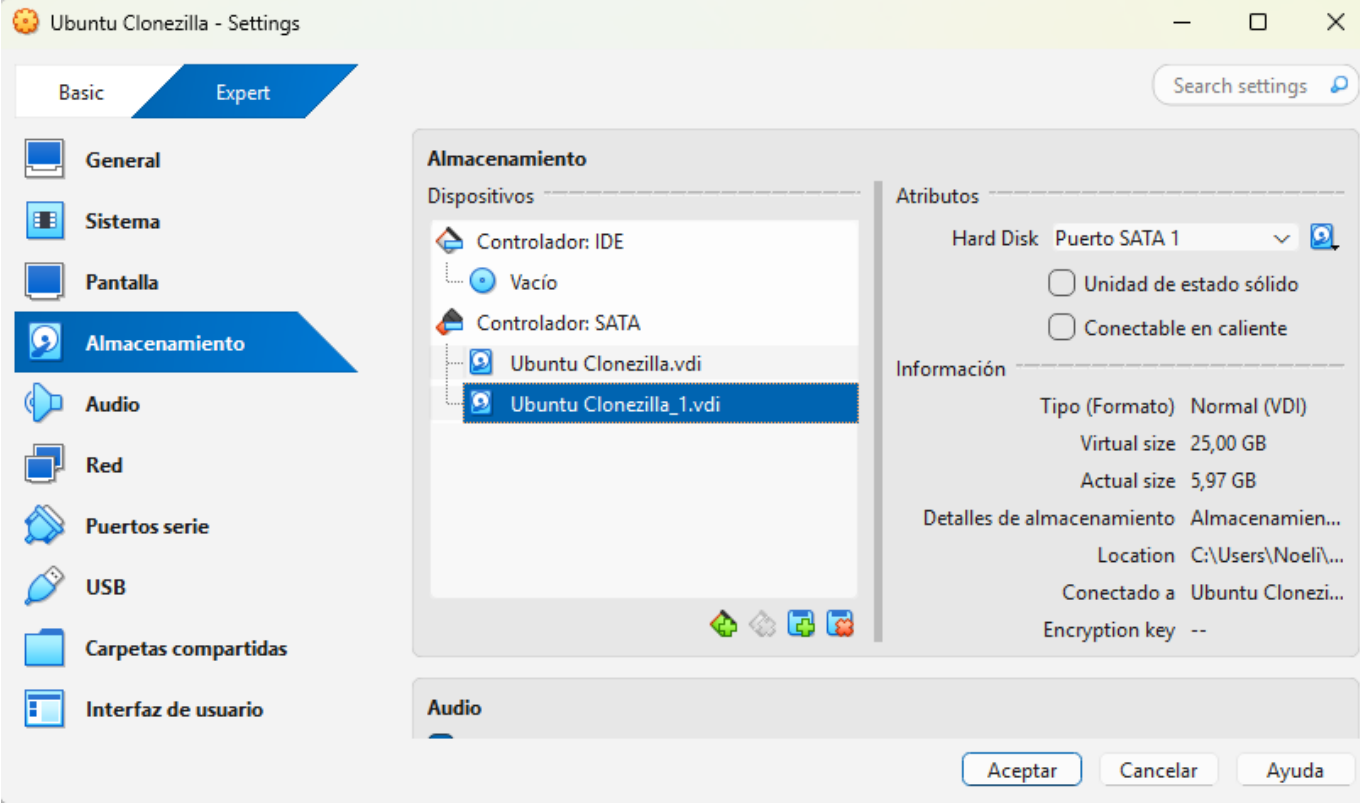 Ubuntu Clonezilla - Settings
Basic
Expert
Search settings
General
Sistema
Pantalla
Almacenamiento
Audio
Red
Puertos serie
USB
Carpetas compartidas
Interfaz de usuario
Almacenamiento
Dispositivos
Controlador: IDE
Vacío
Controlador: SATA
Ubuntu Clonezilla.vdi
Ubuntu Clonezilla_1.vdi
Atributos
Hard Disk Puerto SATA 1
Unidad de estado sólido
Conectable en caliente
Información
Tipo (Formato) Normal (VDI)
Virtual size 25,00 GB
Actual size 5,97 GB
Detalles de almacenamiento Almacenamien...
Location C:\Users\Noeli\...
Conectado a Ubuntu Clonezi...
Encryption key --
Audio
Aceptar
Cancelar
Ayuda